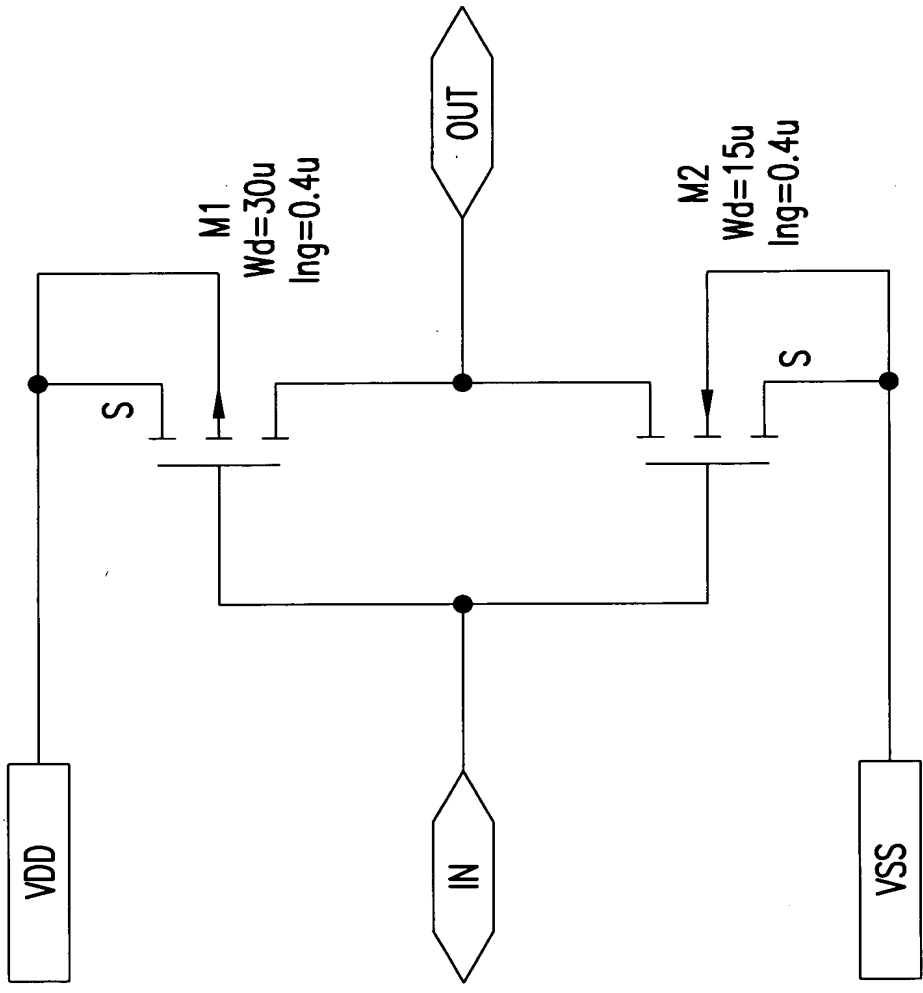 VDD
S
M1
Wd=30u
lng=0.4u
IN
OUT
M2
Wd=15u
lng=0.4u
S
VSS